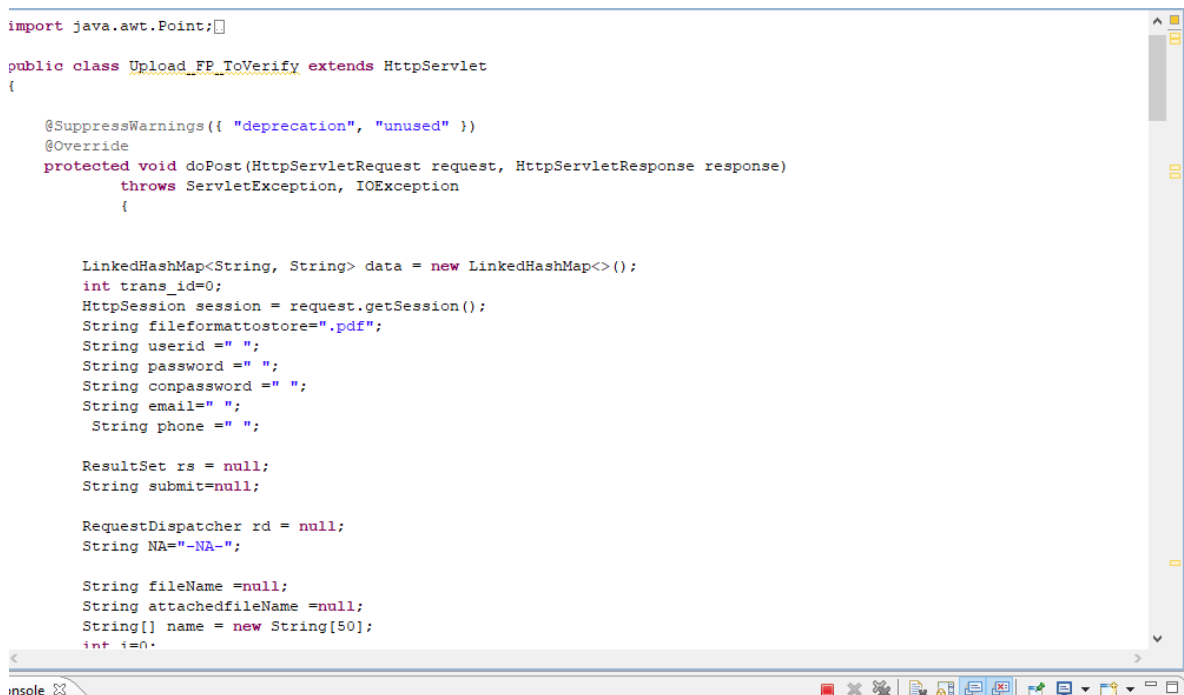 import java.awt.Point;
public class Upload_FP_ToVerify extends HttpServlet
{
@SuppressWarnings({ "deprecation", "unused" })
@Override
protected void doPost(HttpServletRequest request, HttpServletResponse response)
throws ServletException, IOException
{
LinkedHashMap<String, String> data = new LinkedHashMap<>();
int trans_id=0;
HttpSession session = request.getSession();
String fileformattostore=".pdf";
String userid =" ";
String password =" ";
String conpassword =" ";
String email=" ";
String phone =" ";
ResultSet rs = null;
String submit=null;
RequestDispatcher rd = null;
String NA="-NA-";
String fileName =null;
String attachedfileName =null;
String[] name = new String[50];
int i=0;
onsole